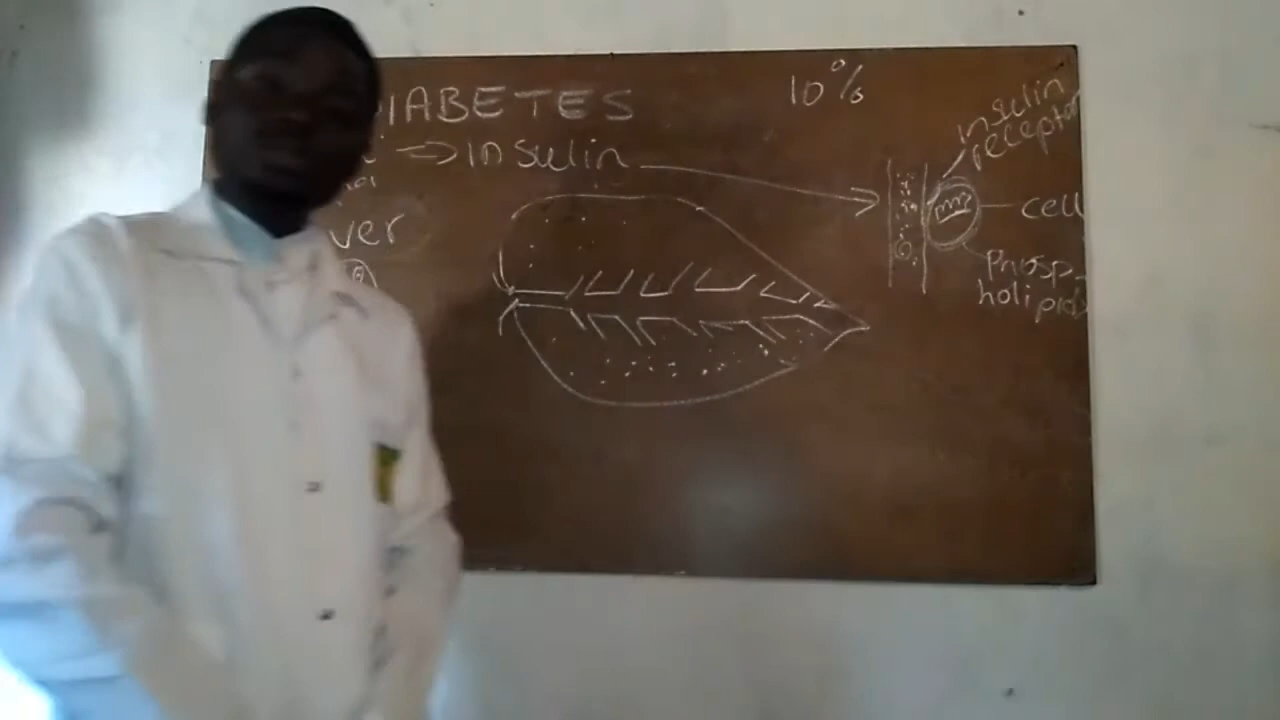 IABETES
10%
insulin
receptor
⇒ Insulin
cell
ver
Phosp-
holipids